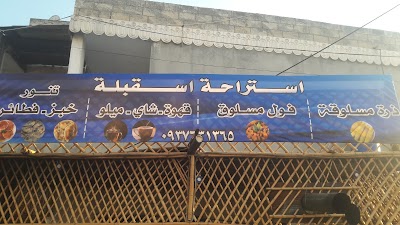 استراحة اسقبلة
ذرة مسلوقة
فول مسلوق
قهوة.شاي.ميلو
تنور
خبز.فطائر